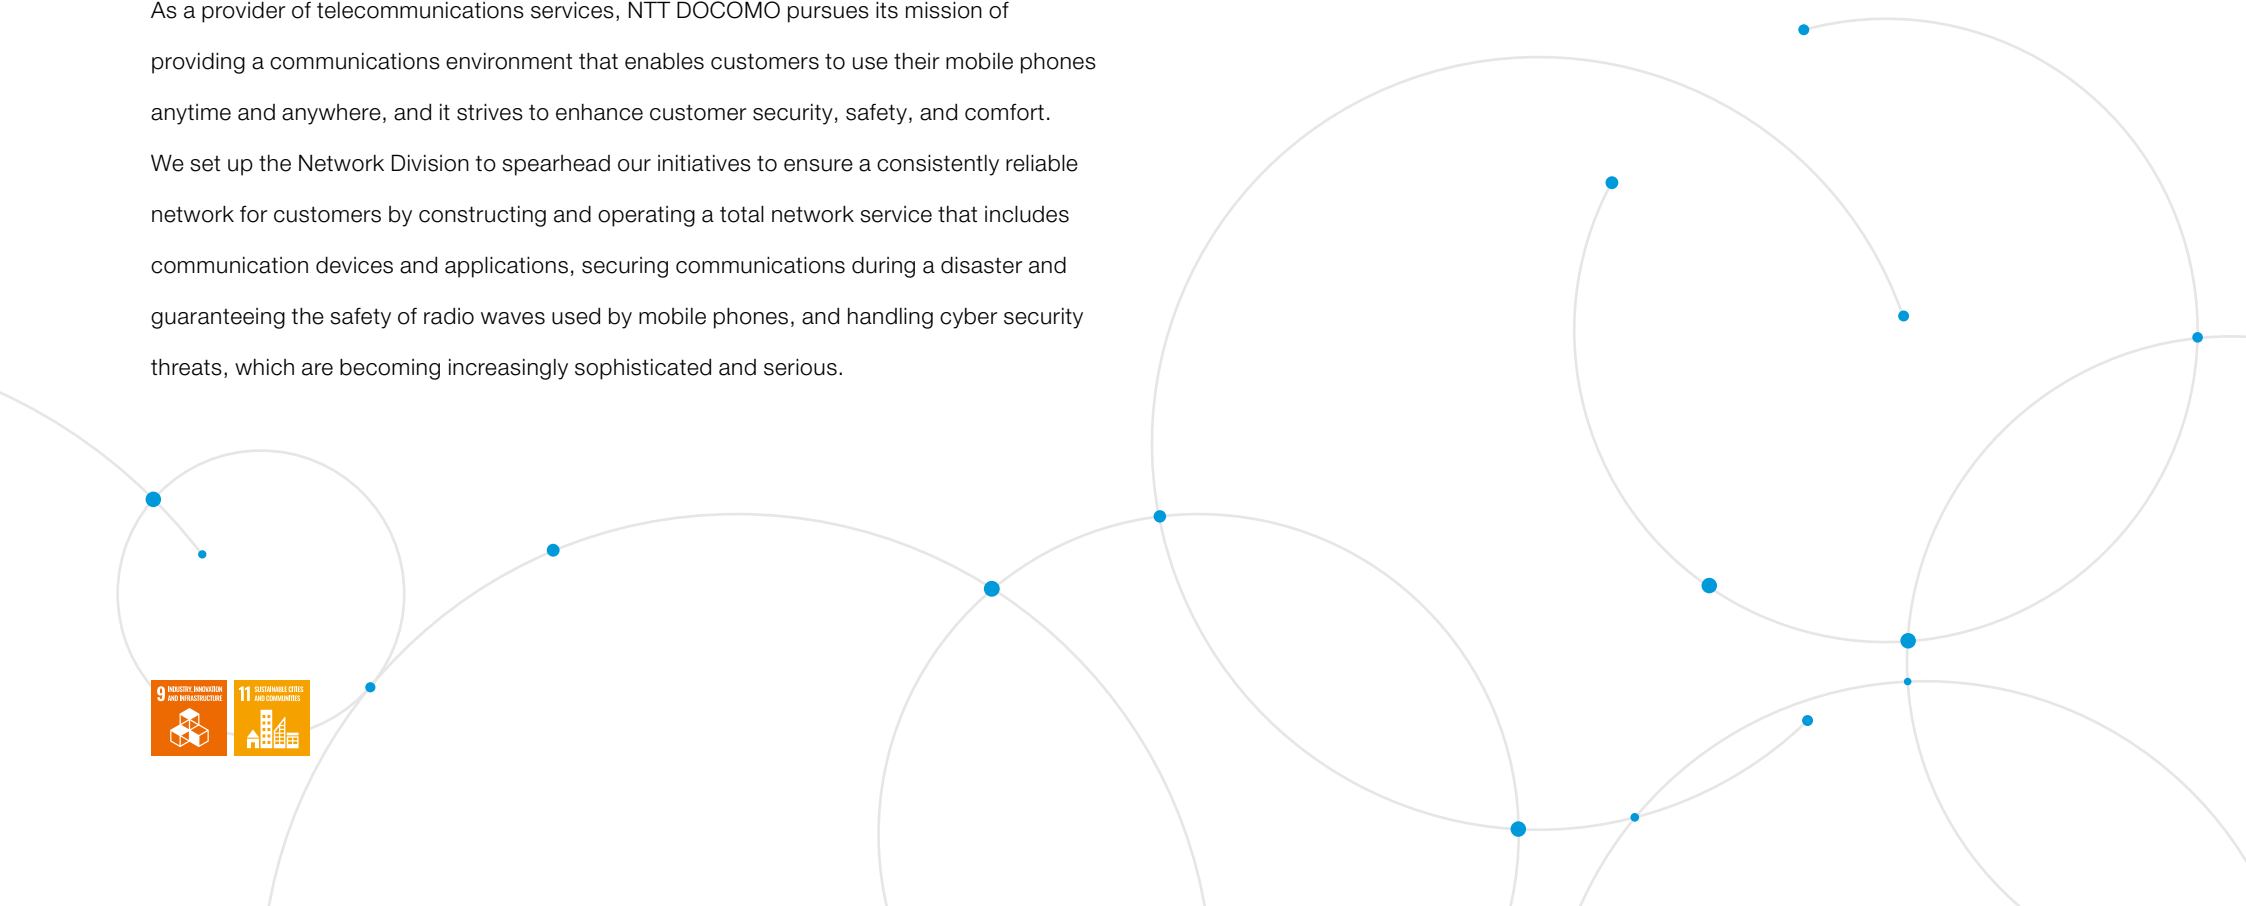 As a provider of telecommunications services, NTT DOCOMO pursues its mission of
providing a communications environment that enables customers to use their mobile phones
anytime and anywhere, and it strives to enhance customer security, safety, and comfort.
We set up the Network Division to spearhead our initiatives to ensure a consistently reliable
network for customers by constructing and operating a total network service that includes
communication devices and applications, securing communications during a disaster and
guaranteeing the safety of radio waves used by mobile phones, and handling cyber security
threats, which are becoming increasingly sophisticated and serious.
9 INDUSTRY, INNOVATION
AND INFRASTRUCTURE
11 SUSTAINABLE CITIES
AND COMMUNITIES